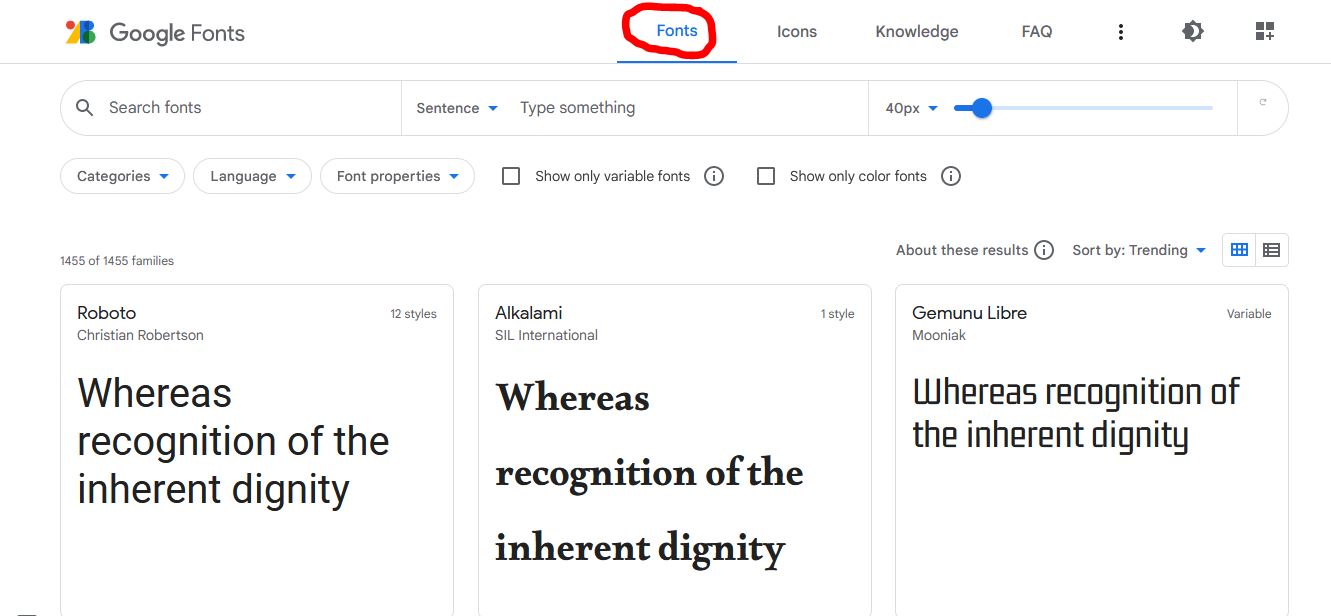 Google Fonts
Fonts
Icons
Knowledge
FAQ
Search fonts
Sentence
Type something
40px
Categories
Language
Font properties
Show only variable fonts
Show only color fonts
1455 of 1455 families
About these results
Sort by: Trending
Roboto
12 styles
Christian Robertson
Whereas
recognition of the
inherent dignity
Alkalami
1 style
SIL International
Whereas
recognition of the
inherent dignity
Gemunu Libre
Variable
Mooniak
Whereas recognition of
the inherent dignity